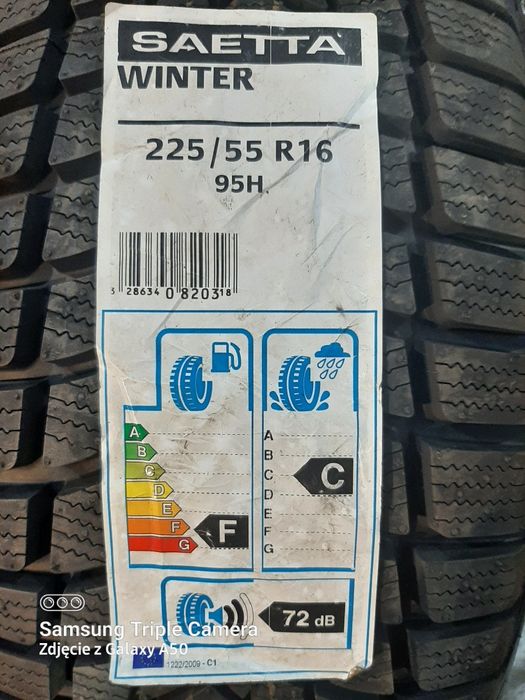 SAETTA
WINTER
225/55 R16
95H
3 286340 820318
A
B
C
D
E
F
G
F
A
B
C
D
E
F
G
C
72 dB
1222/2009 - C1
Samsung Triple Camera
Zdjęcie z Galaxy A50